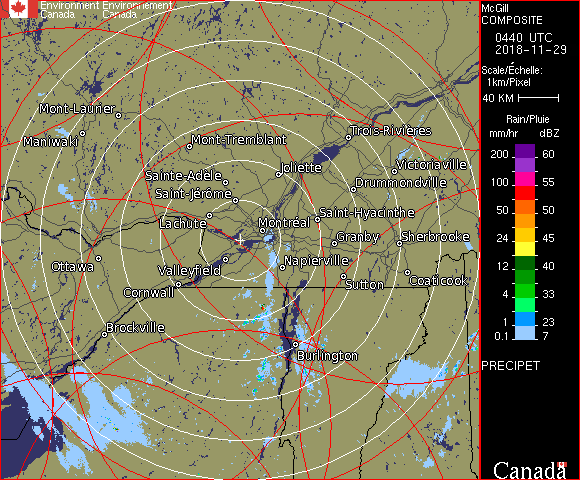 Environment Environnement
Canada Canada
McGill
COMPOSITE
0440 UTC
2018-11-29
Scale/Échelle:
1km/Pixel
40 KM
Rain/Pluie
mm/hr dBZ
200 60
100 55
50 50
24 45
12 40
4 33
1 23
0.1 7
PRECIPET
Mont-Laurier
Maniwaki
Mont-Tremblant
Trois-Rivières
Sainte-Adèle
Joliette
Victoriaville
Saint-Jérôme
Drummondville
Lachute
Montréal
Saint-Hyacinthe
Granby
Sherbrooke
Ottawa
Valleyfield
Napierville
Cornwall
Sutton
Coaticook
Brockville
Burlington
Canada